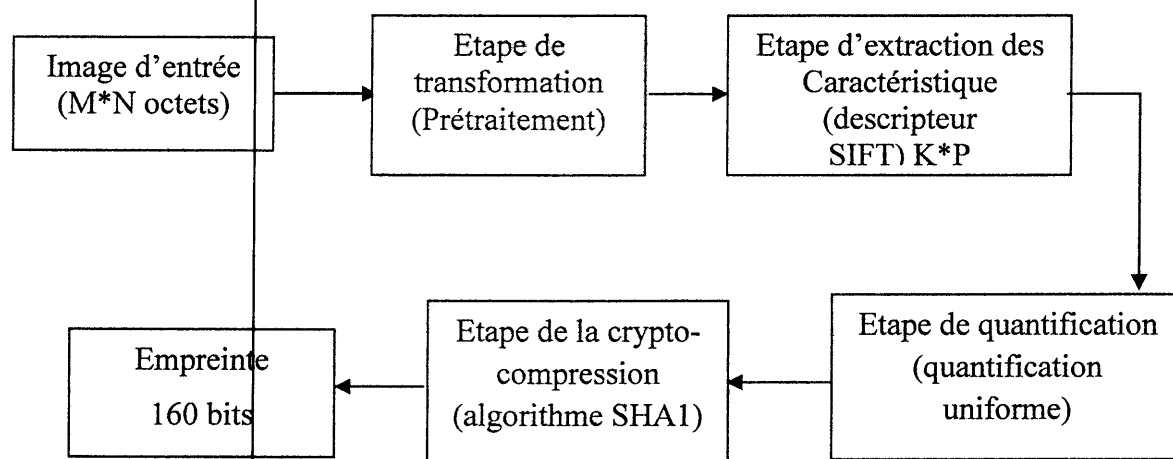 Image d'entrée
(M*N octets)
Etape de
transformation
(Prétraitement)
Etape d'extraction des
Caractéristique
(descripteur
SIFT) K*P
Etape de quantification
(quantification
uniforme)
Etape de la crypto-
compression
(algorithme SHA1)
Empreinte
160 bits